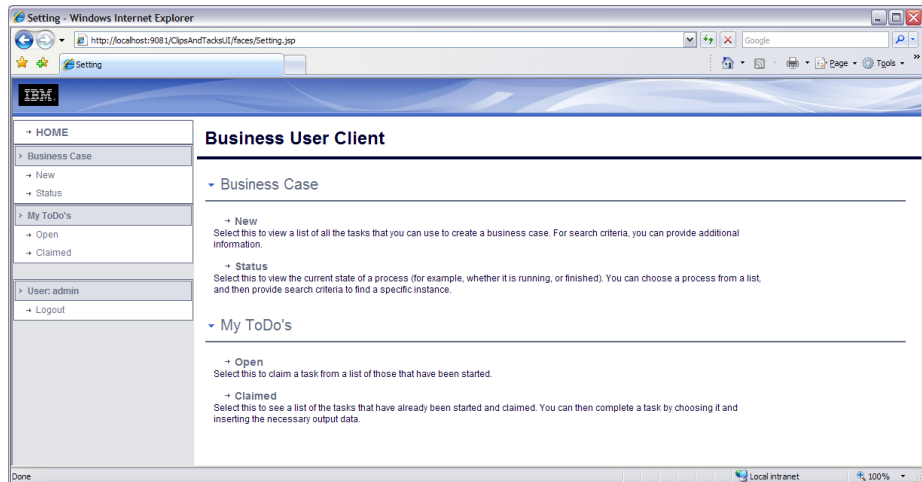 Setting - Windows Internet Explorer
http://localhost:9081/ClipsAndTacksUI/faces/Setting.jsp
Google
Setting
Page
Tools
»
IBM.
HOME
Business User Client
> Business Case
New
Status
> My ToDo's
Open
Claimed
> User: admin
Logout
Business Case
New
Select this to view a list of all the tasks that you can use to create a business case. For search criteria, you can provide additional
information.
Status
Select this to view the current state of a process (for example, whether it is running, or finished). You can choose a process from a list,
and then provide search criteria to find a specific instance.
My ToDo's
Open
Select this to claim a task from a list of those that have been started.
Claimed
Select this to see a list of the tasks that have already been started and claimed. You can then complete a task by choosing it and
inserting the necessary output data.
Done
Local intranet
100%